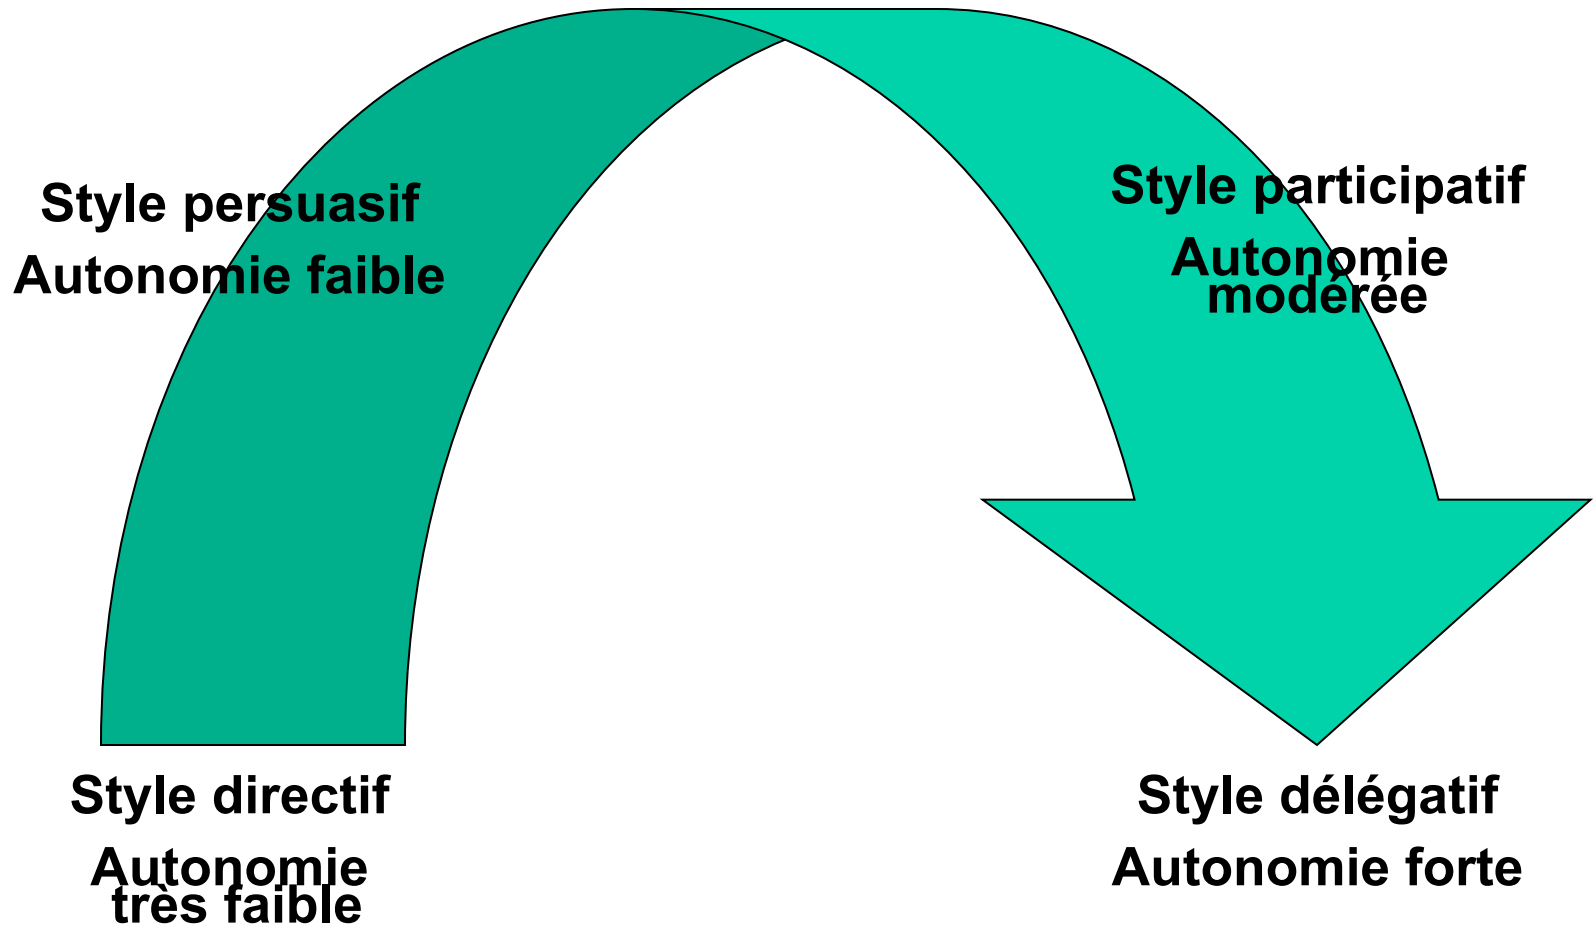 Style persuasif
Autonomie faible
Style participatif
Autonomie
modérée
Style directif
Autonomie
très faible
Style délégatif
Autonomie forte